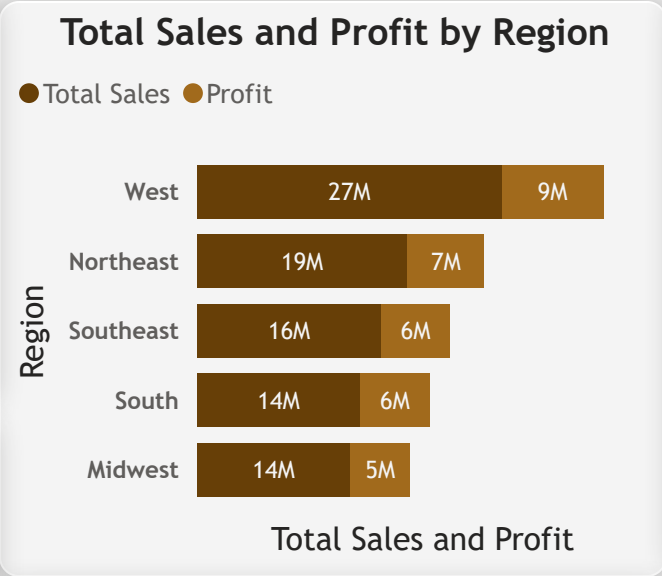 Total Sales and Profit by Region
Total Sales Profit
West 27M 9M
Northeast 19M 7M
Southeast 16M 6M
South 14M 6M
Midwest 14M 5M
Region
Total Sales and Profit